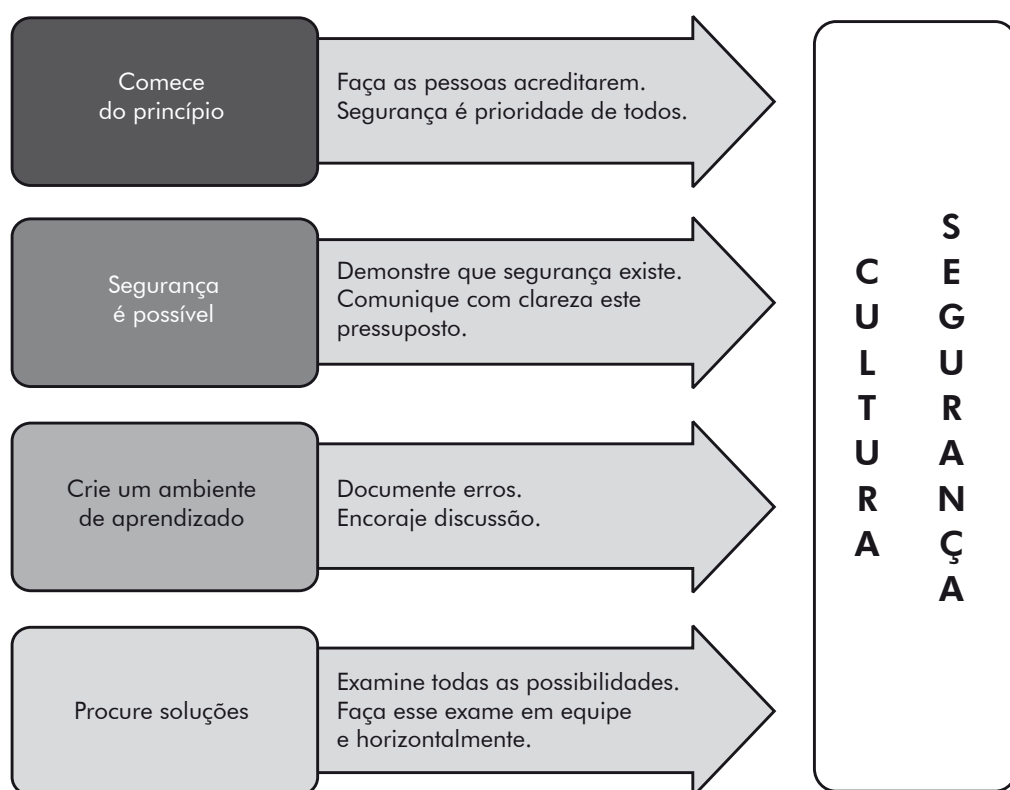 Comece
do princípio
Faça as pessoas acreditarem.
Segurança é prioridade de todos.
Segurança
é possível
Demonstre que segurança existe.
Comunique com clareza este
pressuposto.
Crie um ambiente
de aprendizado
Documente erros.
Encoraje discussão.
Procure soluções
Examine todas as possibilidades.
Faça esse exame em equipe
e horizontalmente.
CULTURA
SEGURANÇA